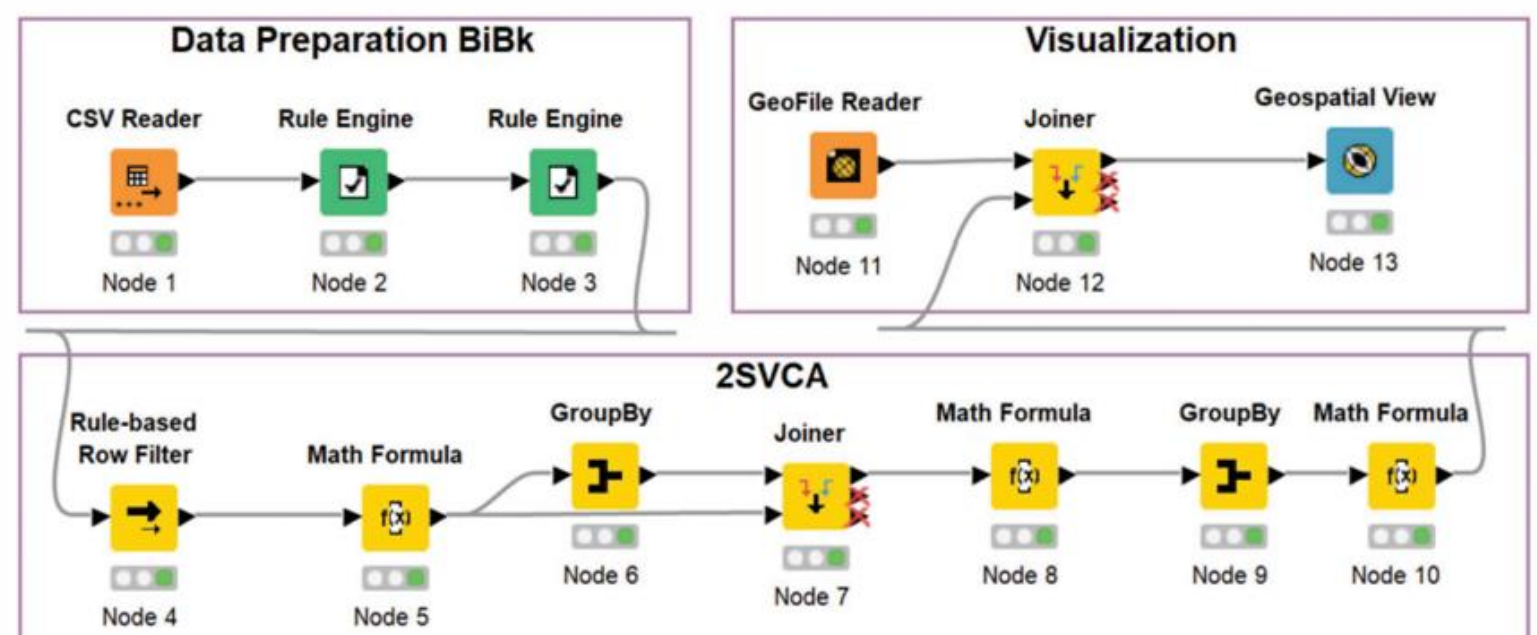 Data Preparation BiBk
CSV Reader
Rule Engine
Rule Engine
Node 1
Node 2
Node 3
Visualization
GeoFile Reader
Joiner
Geospatial View
Node 11
Node 12
Node 13
2SVCA
Rule-based
Row Filter
Math Formula
GroupBy
Joiner
Math Formula
GroupBy
Math Formula
f(x)
f(x)
f(x)
Node 4
Node 5
Node 6
Node 7
Node 8
Node 9
Node 10